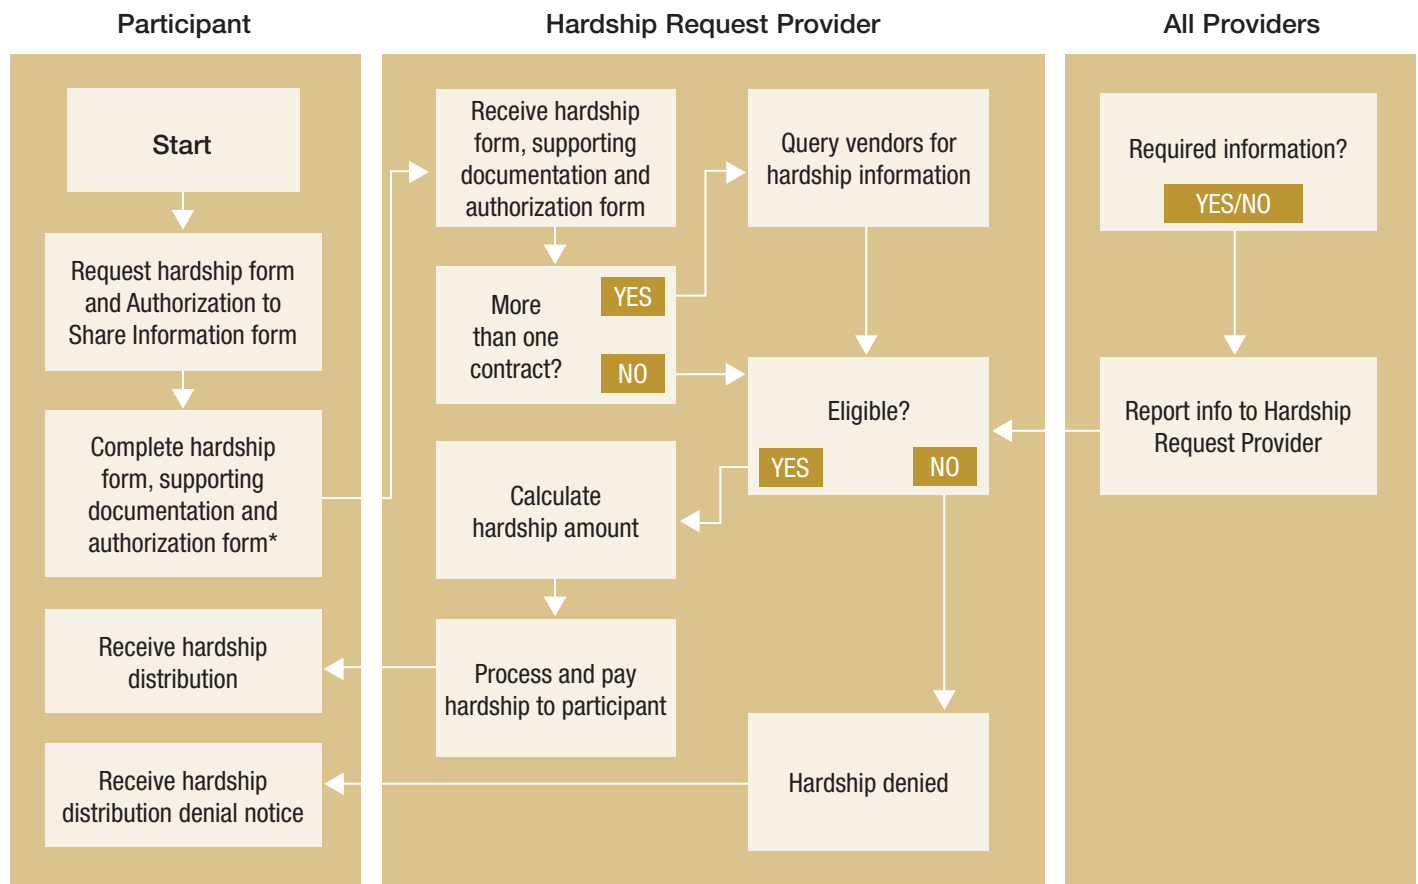 Participant
Start
Request hardship form
and Authorization to
Share Information form
Complete hardship
form, supporting
documentation and
authorization form*
Receive hardship
distribution
Receive hardship
distribution denial notice
Hardship Request Provider
Receive hardship
form, supporting
documentation and
authorization form
More
than one
contract?
YES
NO
Query vendors for
hardship information
Eligible?
YES
NO
Calculate
hardship amount
Process and pay
hardship to participant
Hardship denied
All Providers
Required information?
YES/NO
Report info to Hardship
Request Provider